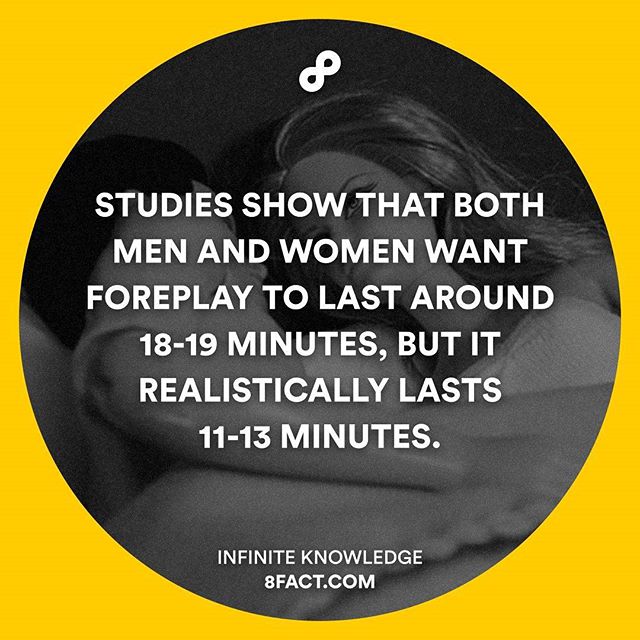 STUDIES SHOW THAT BOTH
MEN AND WOMEN WANT
FOREPLAY TO LAST AROUND
18-19 MINUTES, BUT IT
REALISTICALLY LASTS
11-13 MINUTES.
INFINITE KNOWLEDGE
8FACT.COM